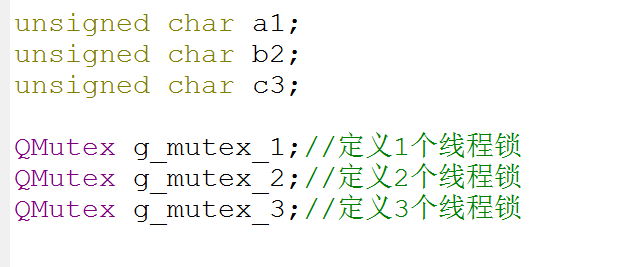 unsigned char a1;
unsigned char b2;
unsigned char c3;
QMutex g_mutex_1;//定义1个线程锁
QMutex g_mutex_2;//定义2个线程锁
QMutex g_mutex_3;//定义3个线程锁